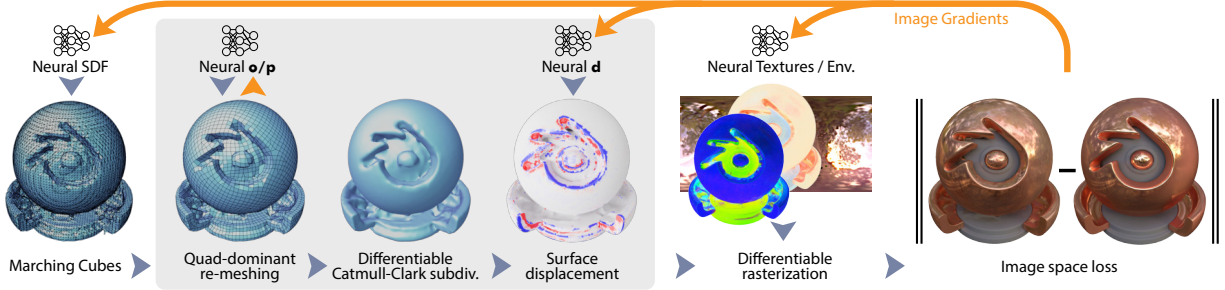 Image Gradients
Neural SDF
Neural o/p
Neural d
Neural Textures / Env.
Marching Cubes
Quad-dominant
re-meshing
Differentiable
Catmull-Clark subdiv.
Surface
displacement
Differentiable
rasterization
Image space loss